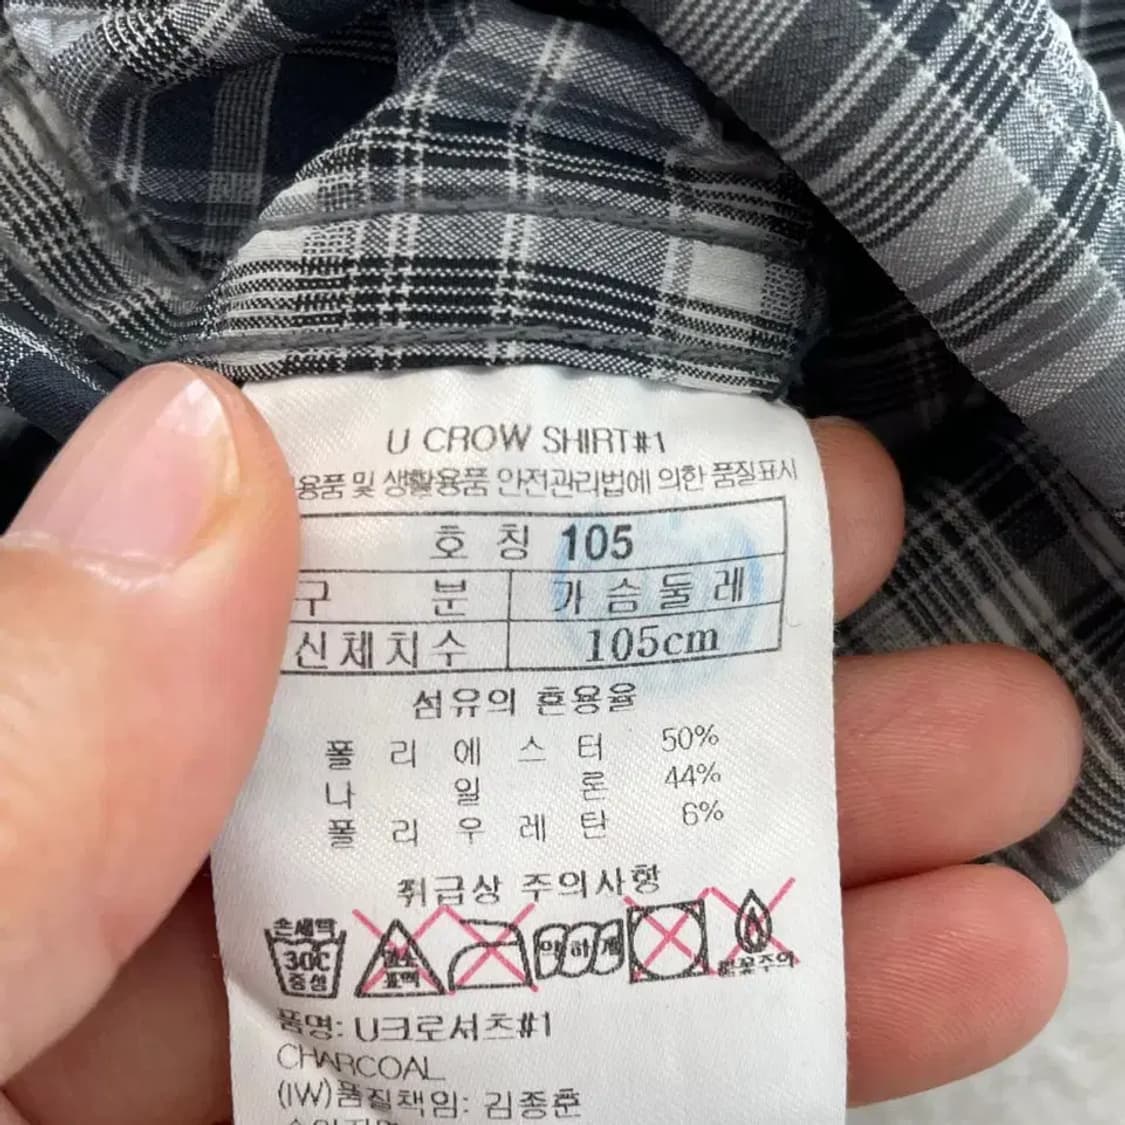 U CROW SHIRT#1
용품 및 생활용품 안전관리법에 의한 품질표시
호 칭 105
구 분 가 슴 둘 레
신체치수 105cm
섬유의 혼용율
폴 리 에 스 터 50%
나 일 론 44%
폴 리 우 레 탄 6%
취급상 주의사항
손세탁
30C
중성
염소
표백
약하게
불꽃주의
품명: U크로셔츠#1
CHARCOAL
(IW)품질책임: 김종훈